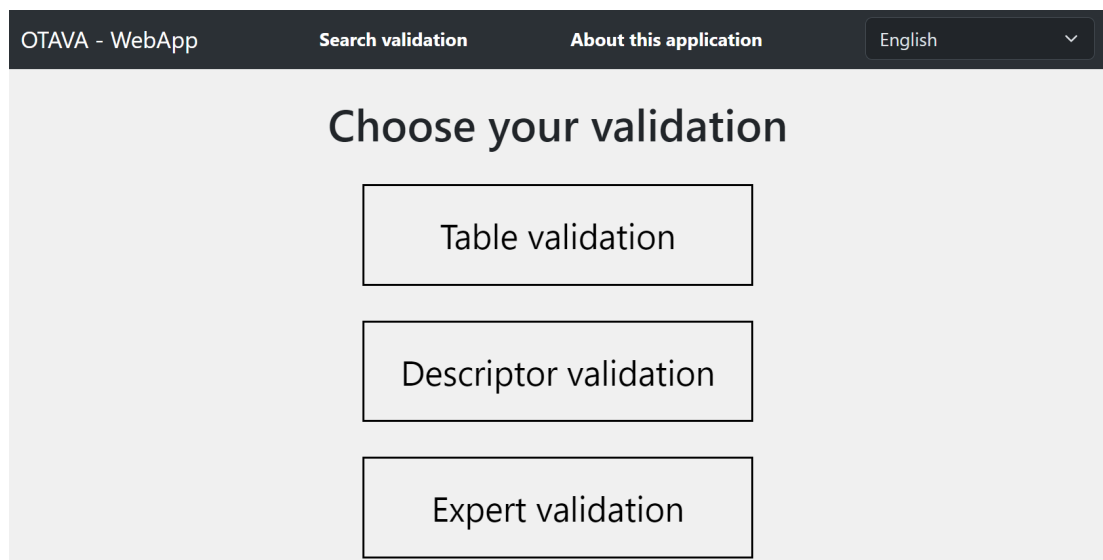 OTAVA - WebApp Search validation About this application English
Choose your validation
Table validation
Descriptor validation
Expert validation